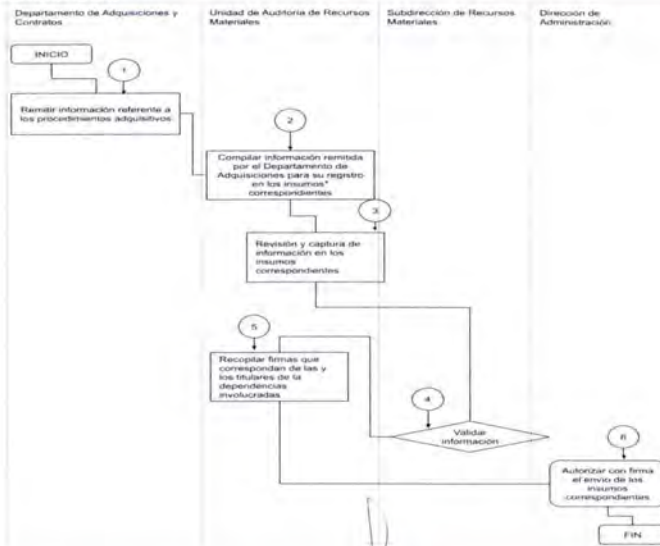 Departamento de Adquisiciones y
Contratos
Unidad de Auditoria de Recursos
Materiales
Subdirección de Recursos
Materiales
Dirección de
Administración
INICIO
1
Remitir información referente a
los procedimientos adquisitivos
2
Compilar información remitida
por el Departamento de
Adquisiciones para su registro
en los insumos*
correspondientes
3
Revisión y captura de
información en los
insumos
correspondientes
5
Recopilar firmas que
correspondan de las y
los titulares de la
dependencias
involucradas
4
Validar
información
6
Autorizar con firma
el envío de los
insumos
correspondientes
FIN